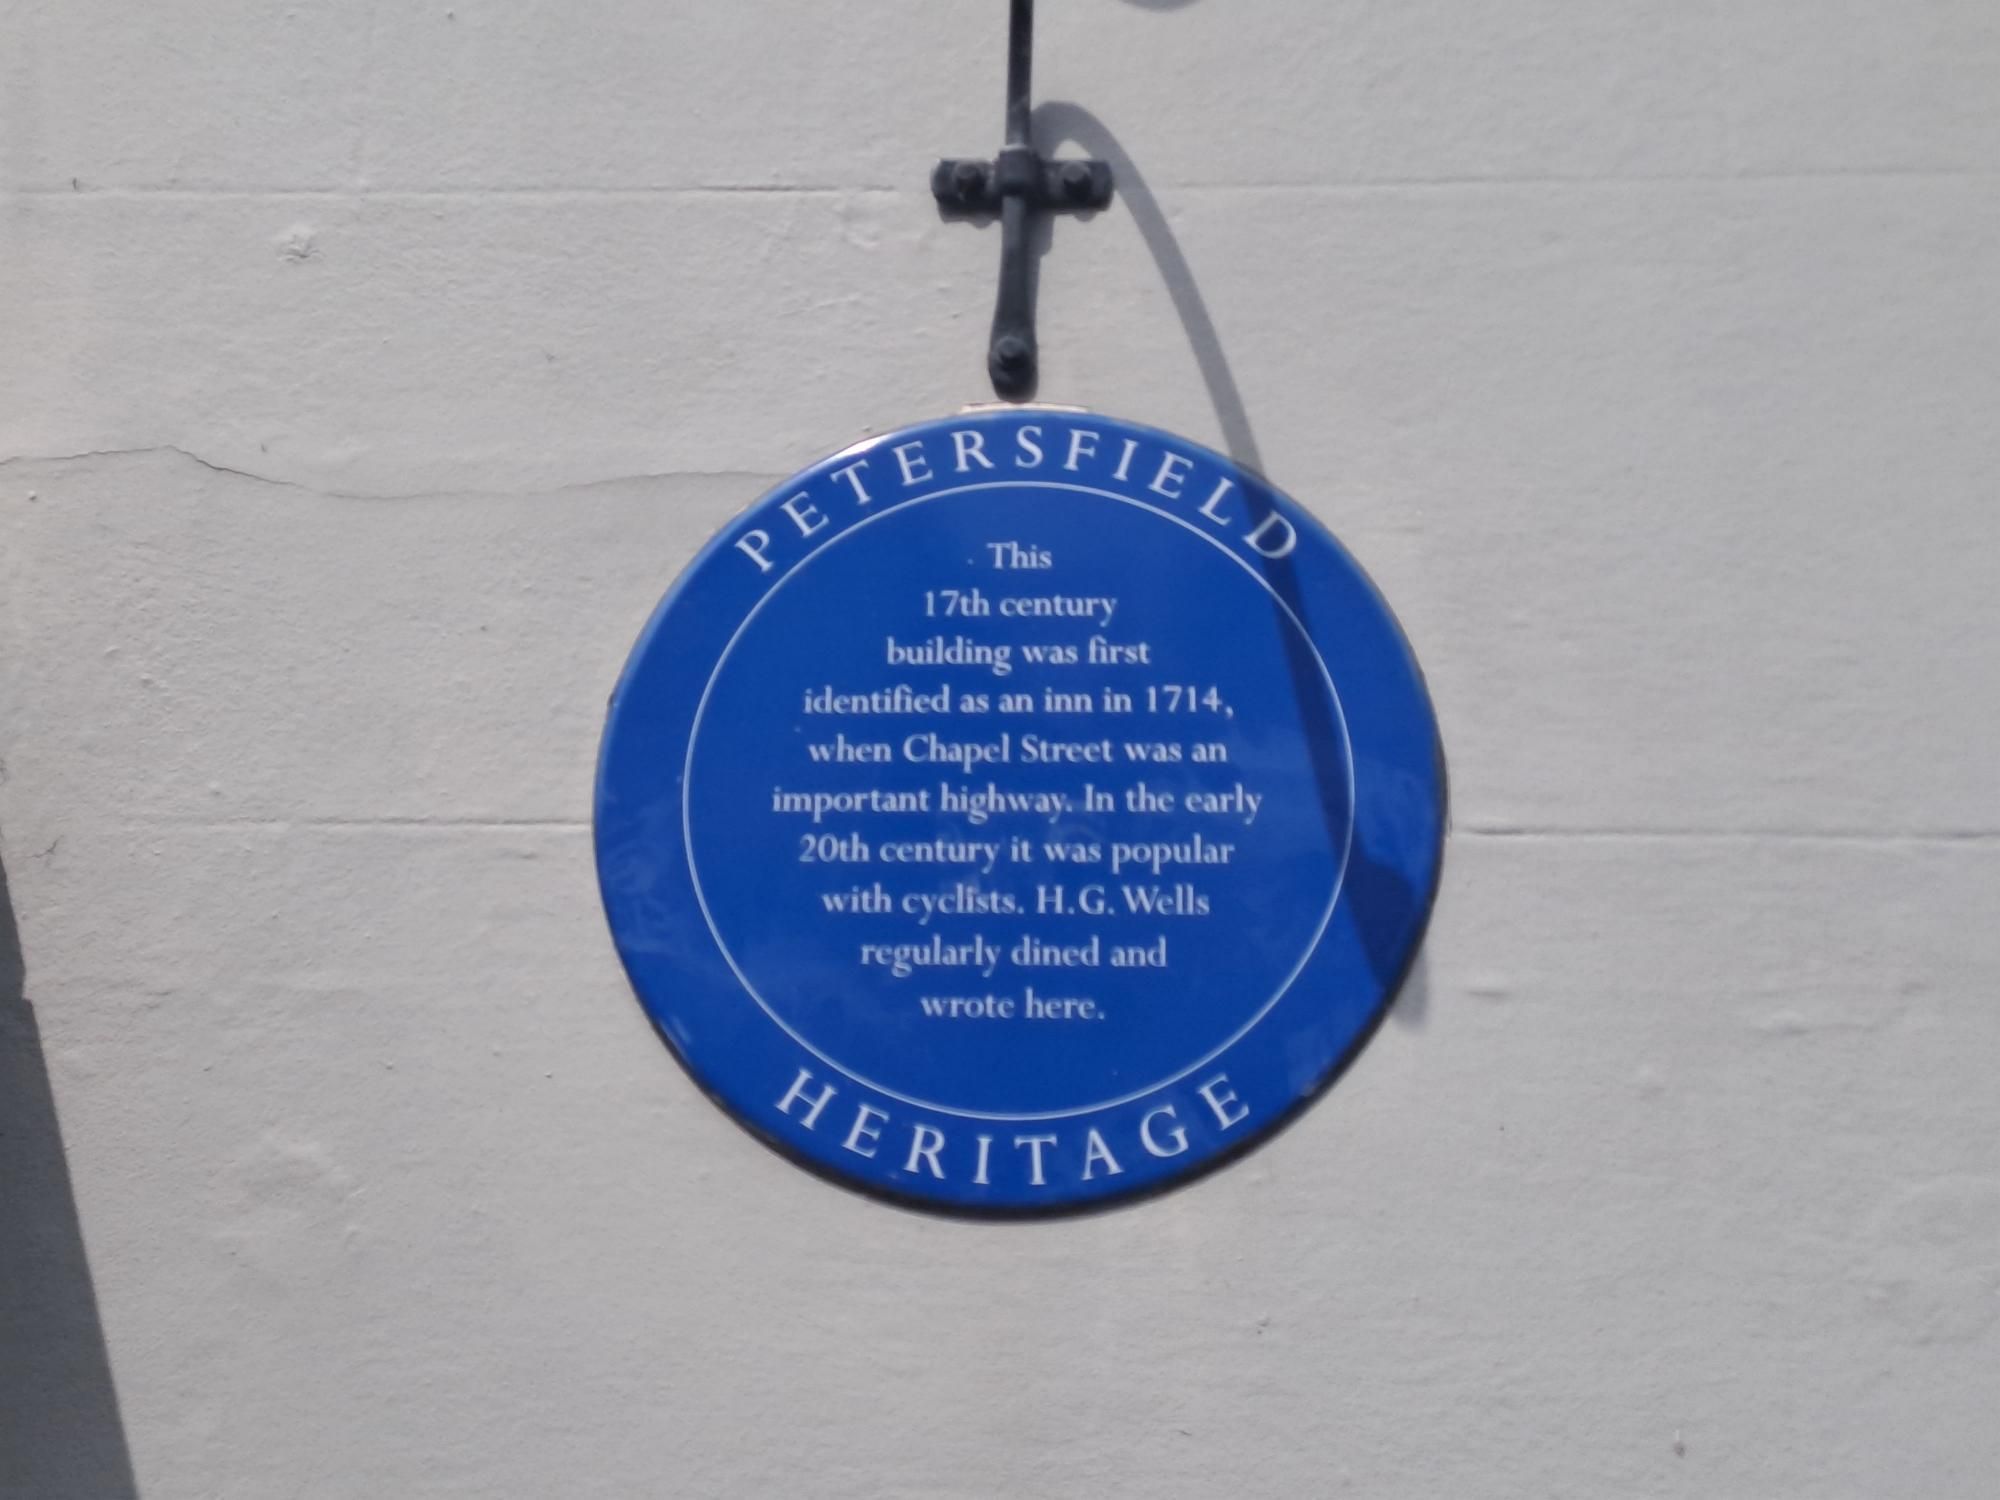 PETERSFIELD
This
17th century
building was first
identified as an inn in 1714,
when Chapel Street was an
important highway. In the early
20th century it was popular
with cyclists. H.G. Wells
regularly dined and
wrote here.
HERITAGE